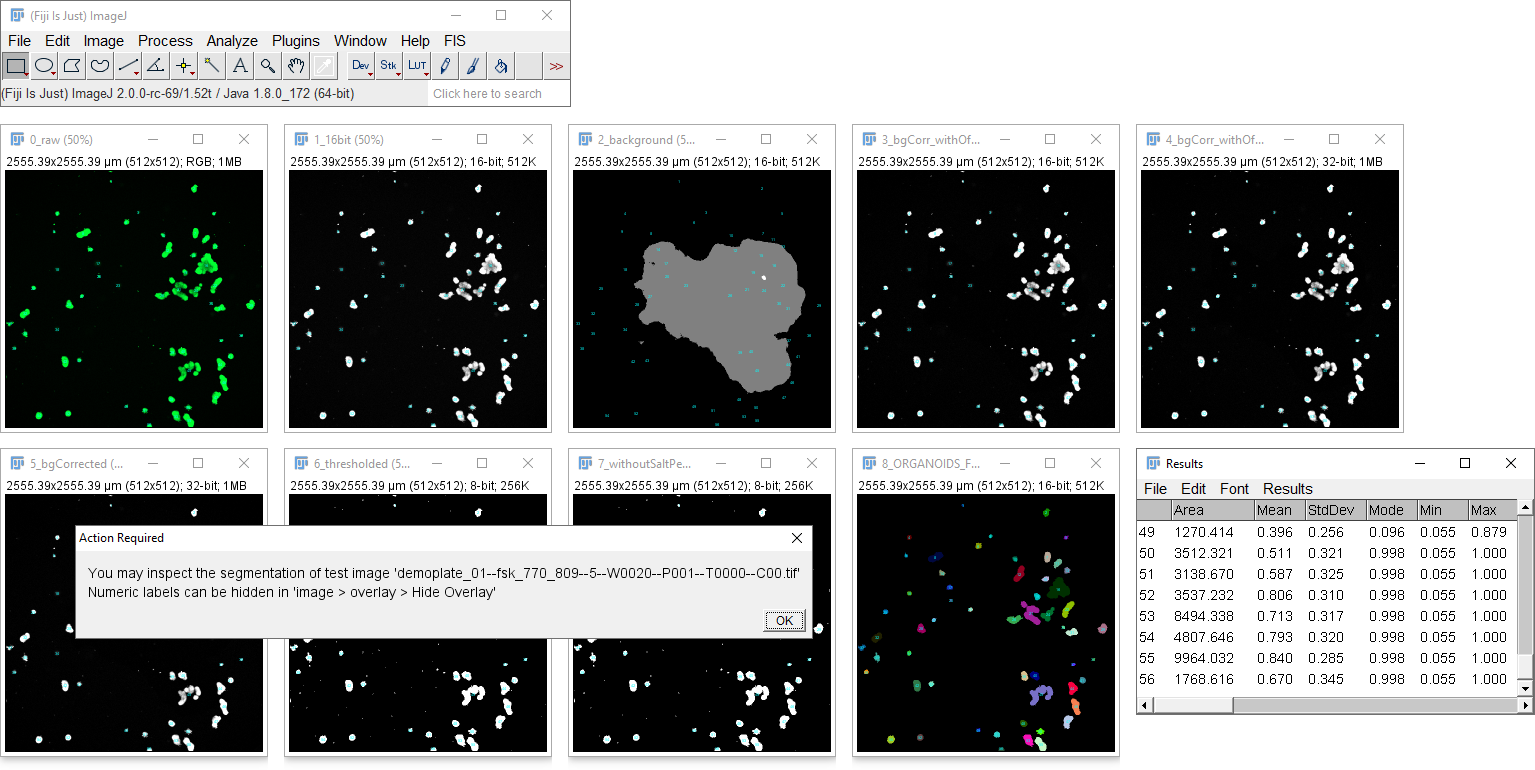 (Fiji Is Just) ImageJ
File Edit Image Process Analyze Plugins Window Help FIS
Dev Stk LUT >>
(Fiji Is Just) ImageJ 2.0.0-rc-69/1.52t / Java 1.8.0_172 (64-bit) Click here to search
0_raw (50%)
2555.39x2555.39 µm (512x512); RGB; 1MB
1_16bit (50%)
2555.39x2555.39 µm (512x512); 16-bit; 512K
2_background (5...
2555.39x2555.39 µm (512x512); 16-bit; 512K
3_bgCorr_withOf...
2555.39x2555.39 µm (512x512); 16-bit; 512K
4_bgCorr_withOf...
2555.39x2555.39 µm (512x512); 32-bit; 1MB
5_bgCorrected (...
2555.39x2555.39 µm (512x512); 32-bit; 1MB
6_thresholded (5...
2555.39x2555.39 µm (512x512); 8-bit; 256K
7_withoutSaltPe...
2555.39x2555.39 µm (512x512); 8-bit; 256K
8_ORGANOIDS_F...
2555.39x2555.39 µm (512x512); 16-bit; 512K
Action Required
You may inspect the segmentation of test image 'demoplate_01--fsk_770_809--5--W0020--P001--T0000--C00.tif'
Numeric labels can be hidden in 'image > overlay > Hide Overlay'
OK
Results
File Edit Font Results
Area Mean StdDev Mode Min Max
49 1270.414 0.396 0.256 0.096 0.055 0.879
50 3512.321 0.511 0.321 0.998 0.055 1.000
51 3138.670 0.587 0.325 0.998 0.055 1.000
52 3537.232 0.806 0.310 0.998 0.055 1.000
53 8494.338 0.713 0.317 0.998 0.055 1.000
54 4807.646 0.793 0.320 0.998 0.055 1.000
55 9964.032 0.840 0.285 0.998 0.055 1.000
56 1768.616 0.670 0.345 0.998 0.055 1.000